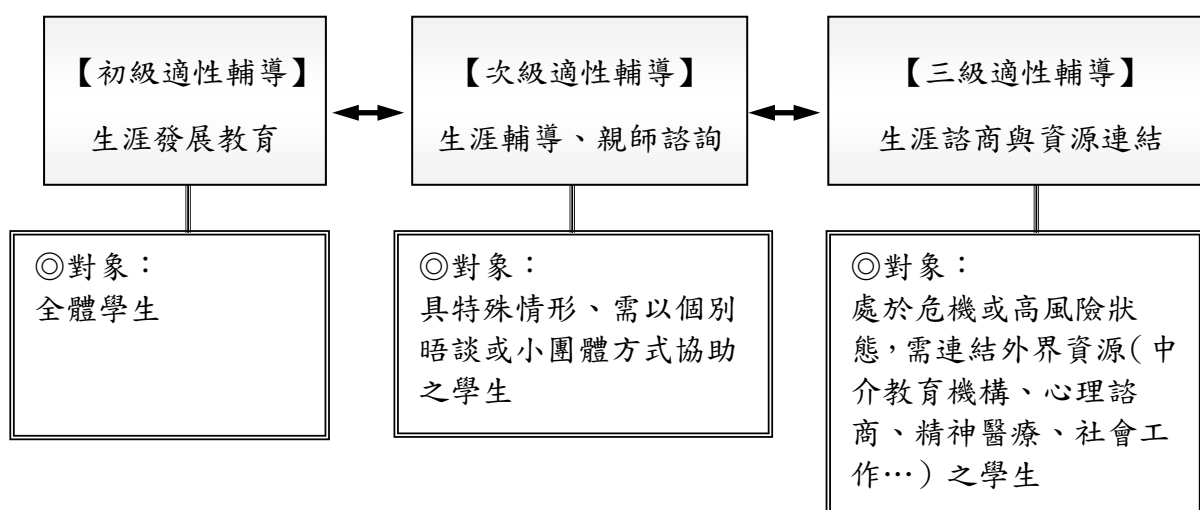 【初級適性輔導】
生涯發展教育
【次級適性輔導】
生涯輔導、親師諮詢
【三級適性輔導】
生涯諮商與資源連結
◎對象：
全體學生
◎對象：
具特殊情形、需以個別
晤談或小團體方式協助
之學生
◎對象：
處於危機或高風險狀
態，需連結外界資源（中
介教育機構、心理諮
商、精神醫療、社會工
作…）之學生